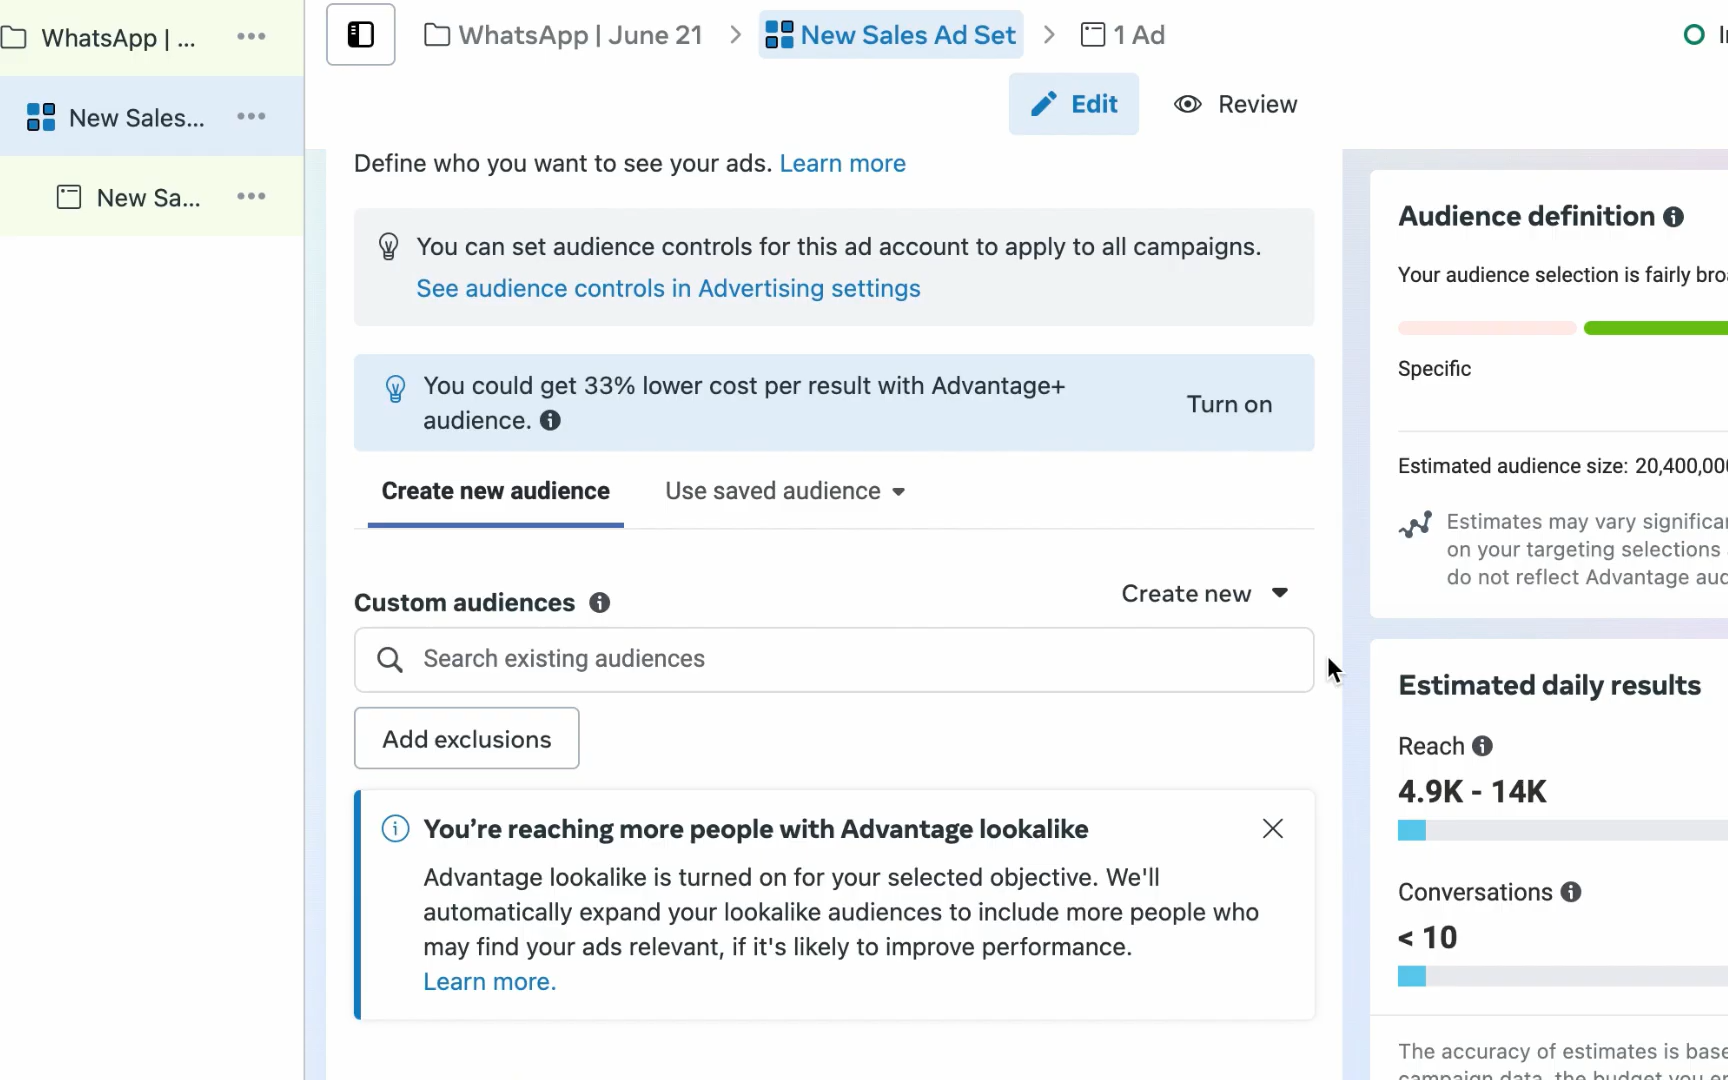 WhatsApp | ...
WhatsApp | June 21
New Sales Ad Set
1 Ad
New Sales...
New Sa...
Edit
Review
Define who you want to see your ads. Learn more
You can set audience controls for this ad account to apply to all campaigns.
See audience controls in Advertising settings
You could get 33% lower cost per result with Advantage+
audience.
Turn on
Create new audience
Use saved audience
Custom audiences
Create new
Search existing audiences
Add exclusions
You’re reaching more people with Advantage lookalike
Advantage lookalike is turned on for your selected objective. We'll
automatically expand your lookalike audiences to include more people who
may find your ads relevant, if it's likely to improve performance.
Learn more.
Audience definition
Your audience selection is fairly
Specific
Estimated audience size:
Estimates may vary
on your targeting selections
do not reflect Advantage
Estimated daily results
Reach
4.9K - 14K
Conversations
< 10
The accuracy of estimates is